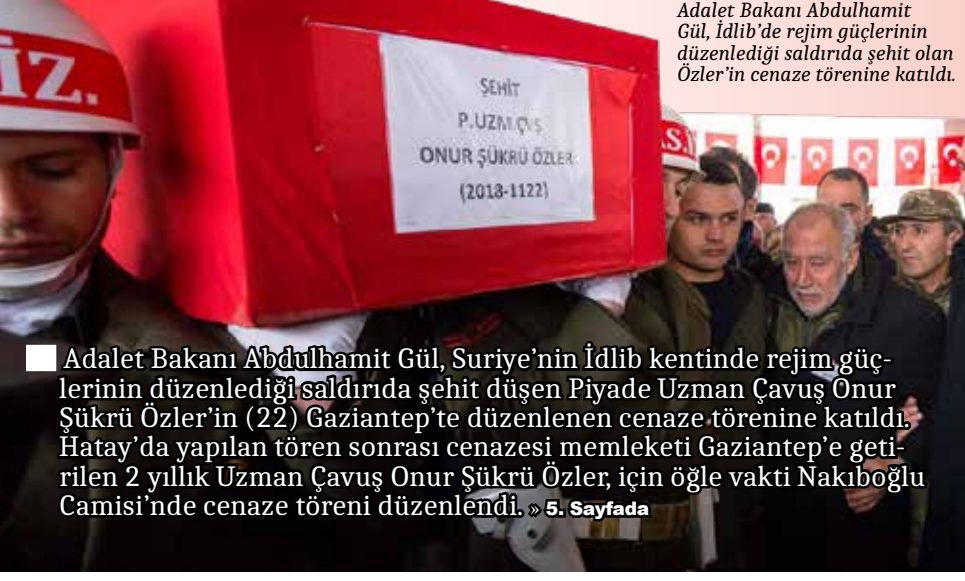 Adalet Bakanı Abdulhamit
Gül, İdlib’de rejim güçlerinin
düzenlediği saldırıda şehit olan
Özler’in cenaze törenine katıldı.
İZ.
ŞEHİT
P.UZM.ÇVŞ
ONUR ŞÜKRÜ ÖZLER
(2018-1122)
AS.
Adalet Bakanı Abdulhamit Gül, Suriye’nin İdlib kentinde rejim güç-
lerinin düzenlediği saldırıda şehit düşen Piyade Uzman Çavuş Onur
Şükrü Özler’in (22) Gaziantep’te düzenlenen cenaze törenine katıldı.
Hatay’da yapılan tören sonrası cenazesi memleketi Gaziantep’e geti-
rilen 2 yıllık Uzman Çavuş Onur Şükrü Özler, için öğle vakti Nakıboğlu
Camisi’nde cenaze töreni düzenlendi. » 5. Sayfada